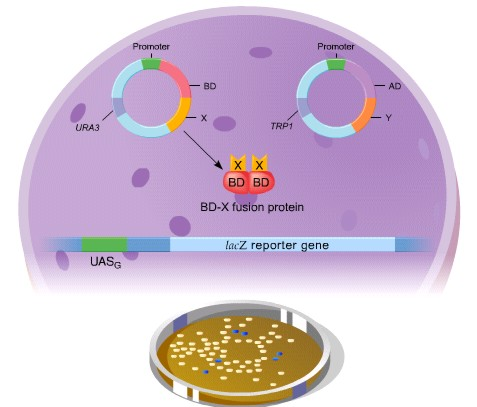 Promoter
Promoter
BD
AD
X
Y
URA3
TRP1
X X
BD BD
BD-X fusion protein
lacZ reporter gene
UASG